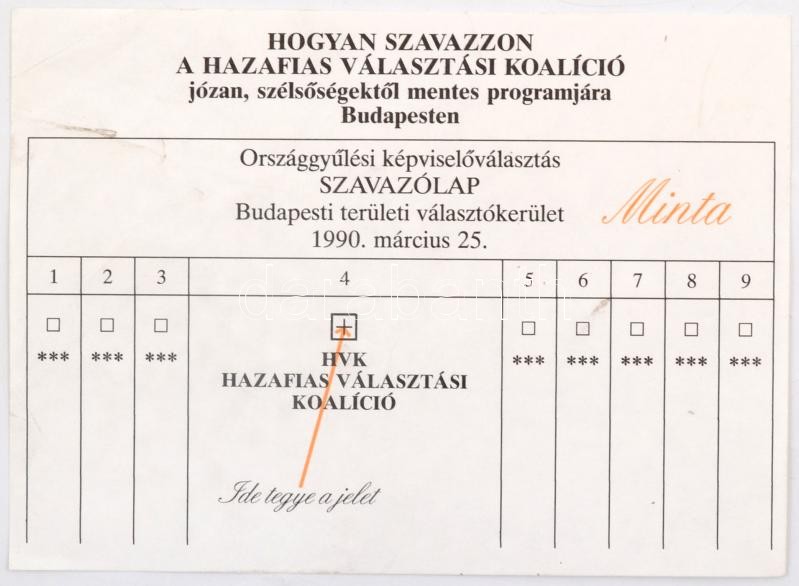 HOGYAN SZAVAZZON
A HAZAFIAS VÁLASZTÁSI KOALÍCIÓ
józan, szélsőségektől mentes programjára
Budapesten
Országgyűlési képviselőválasztás
SZAVAZÓLAP
Budapesti területi választókerület
1990. március 25.
Minta
1 2 3 4 5 6 7 8 9
*** *** *** *** *** *** *** ***
HVK
HAZAFIAS VÁLASZTÁSI
KOALÍCIÓ
Ide tegye a jelet
darabanth